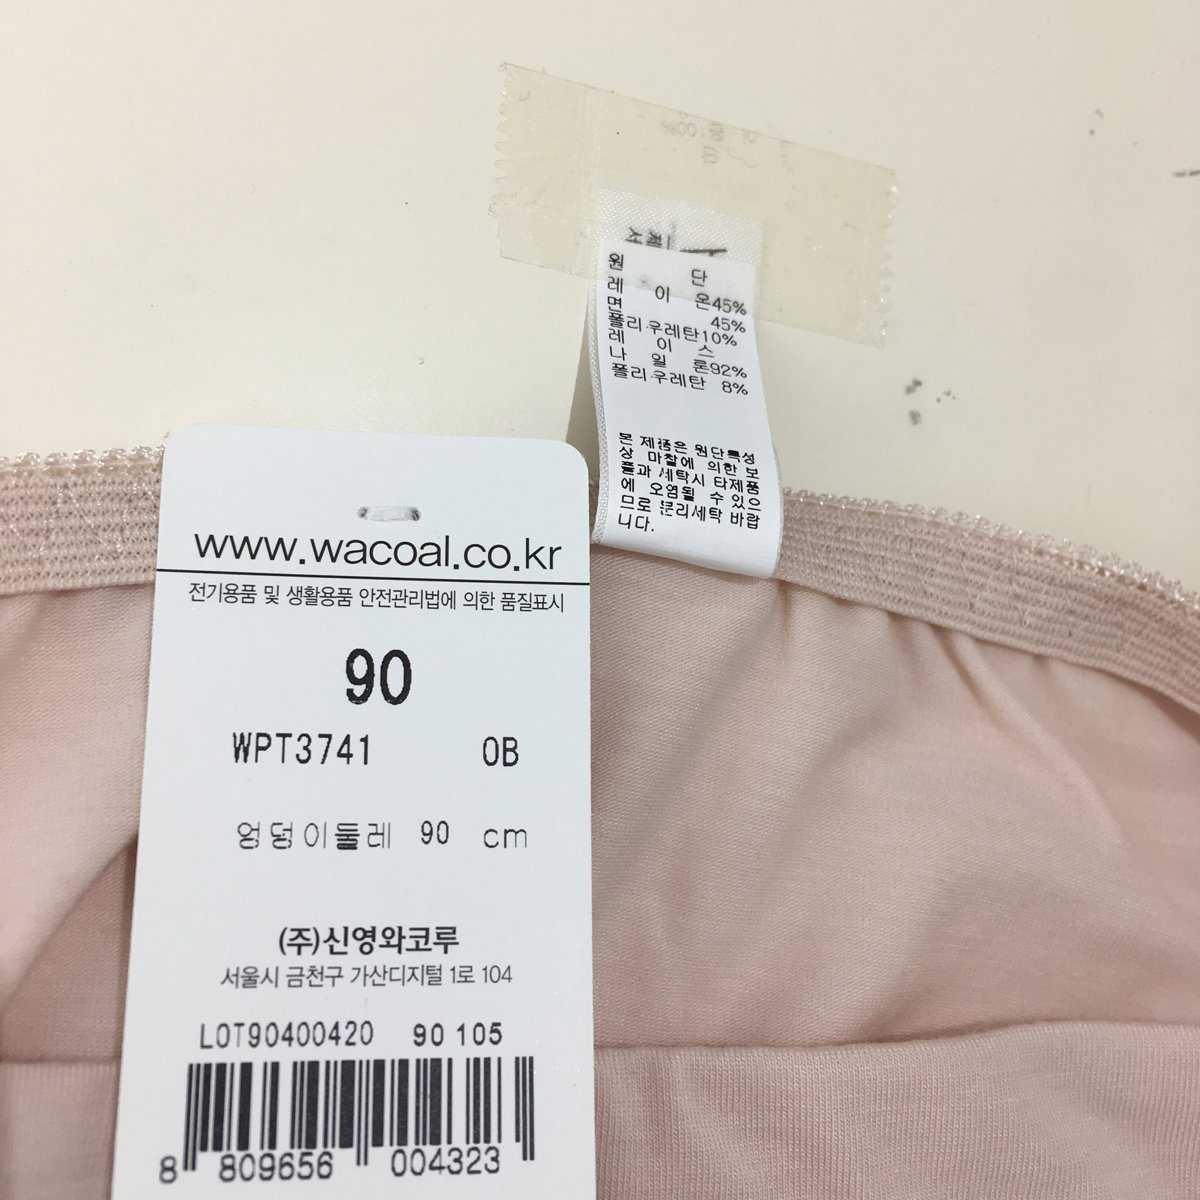 원 단
레 이 온45%
면 45%
폴리우레탄10%
레 이 스
나 일 론92%
폴리우레탄 8%
본 제품은 원단특성
상 마찰에 의한 보
풀과 세탁시 타제품
에 오염될 수 있으
므로 분리세탁 바랍
니다.
www.wacoal.co.kr
전기용품 및 생활용품 안전관리법에 의한 품질표시
90
WPT3741 OB
엉덩이둘레 90 cm
(주)신영와코루
서울시 금천구 가산디지털 1로 104
LOT90400420 90 105
8 809656 004323